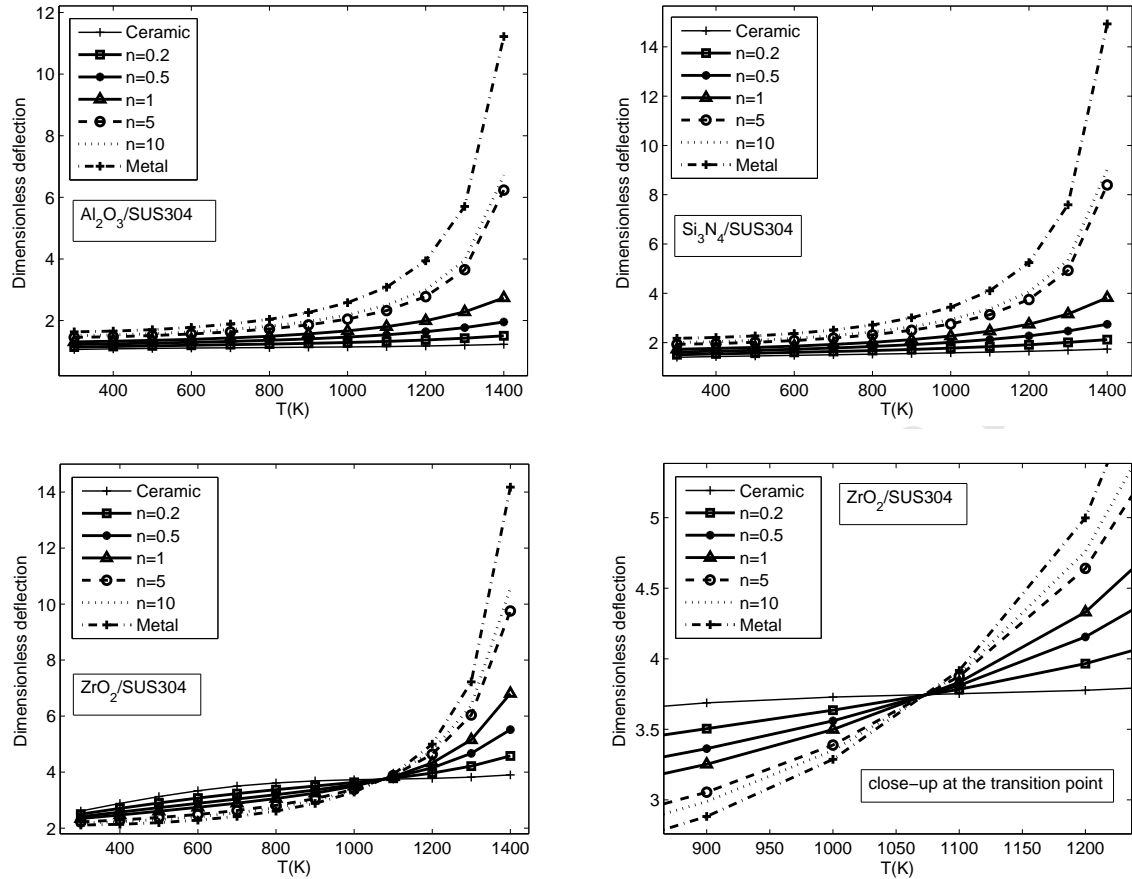 12
10
8
6
4
2
Dimensionless deflection
Ceramic
n=0.2
n=0.5
n=1
n=5
n=10
Metal
Al2O3/SUS304
400 600 800 1000 1200 1400
T(K)
14
12
10
8
6
4
2
Dimensionless deflection
Ceramic
n=0.2
n=0.5
n=1
n=5
n=10
Metal
Si3N4/SUS304
400 600 800 1000 1200 1400
T(K)
14
12
10
8
6
4
2
Dimensionless deflection
Ceramic
n=0.2
n=0.5
n=1
n=5
n=10
Metal
ZrO2/SUS304
400 600 800 1000 1200 1400
T(K)
5
4.5
4
3.5
3
Dimensionless deflection
Ceramic
n=0.2
n=0.5
n=1
n=5
n=10
Metal
ZrO2/SUS304
close−up at the transition point
900 950 1000 1050 1100 1150 1200
T(K)